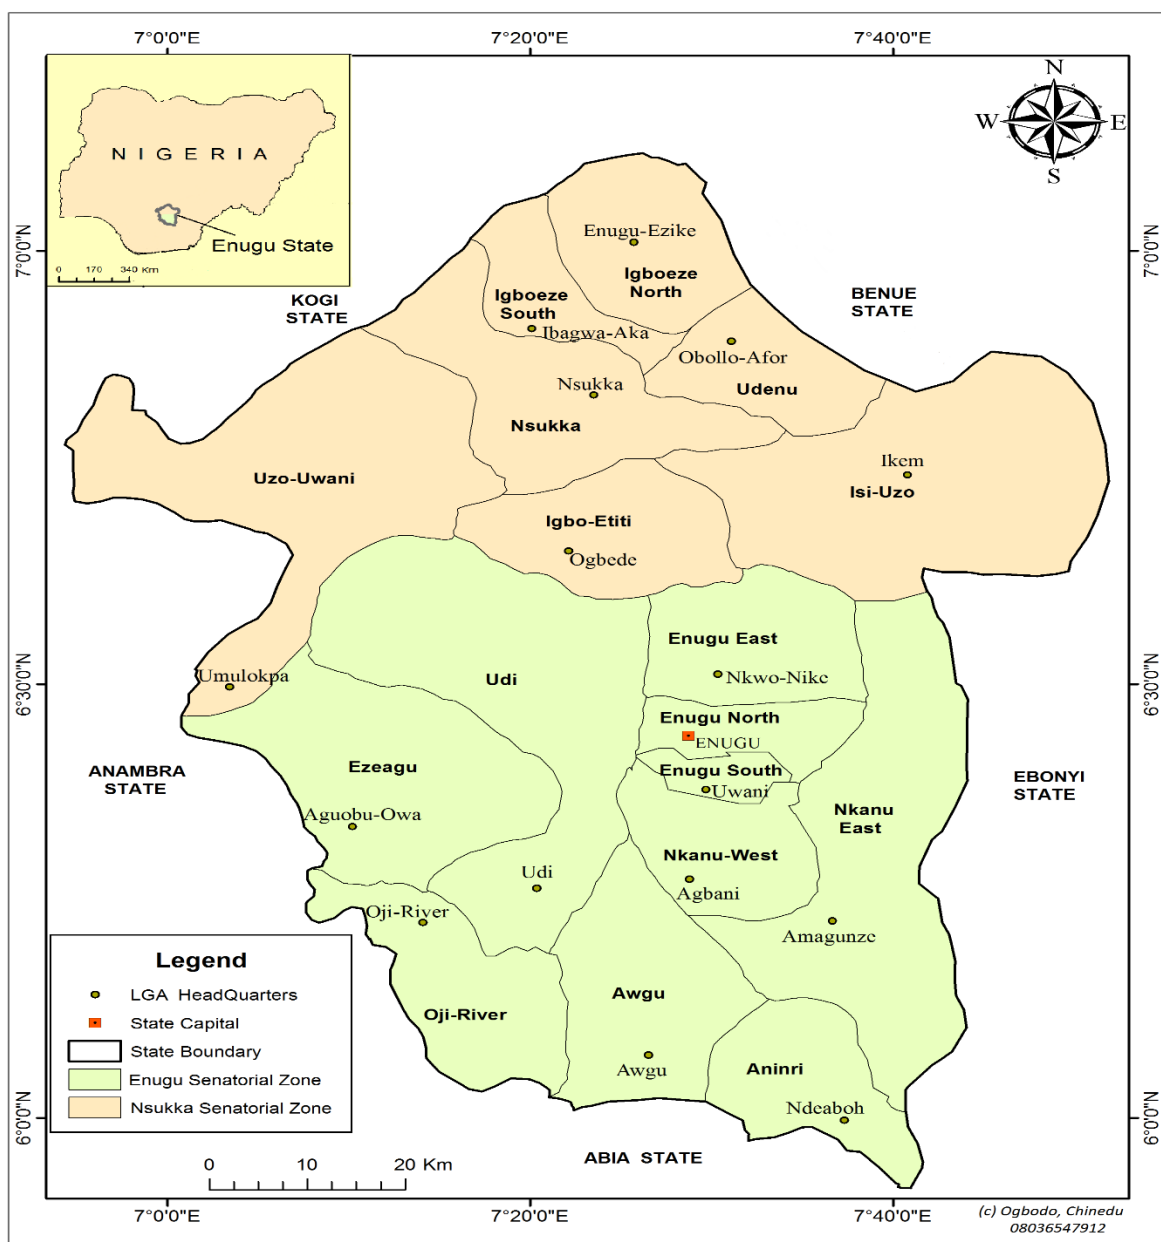 7°0'0"E
7°20'0"E
7°40'0"E
N
W
E
S
NIGERIA
Enugu State
0 170 340 Km
7°0'0"N
7°0'0"N
KOGI
STATE
BENUE
STATE
Enugu-Ezike
Igboeze
North
Igboeze
South
Ibagwa-Aka
Obollo-Afor
Udenu
Nsukka
Nsukka
Uzo-Uwani
Ikem
Isi-Uzo
Igbo-Etiti
Ogbede
Enugu East
Nkwo-Nike
Umulokpa
Udi
6°30'0"N
6°30'0"N
Enugu North
ENUGU
Enugu South
Uwani
ANAMBRA
STATE
Ezeagu
Aguobu-Owa
EBONYI
STATE
Nkanu
East
Nkanu-West
Agbani
Udi
Oji-River
Amagunze
Awgu
Oji-River
Awgu
Aninri
Ndeaboh
Legend
LGA HeadQuarters
State Capital
State Boundary
Enugu Senatorial Zone
Nsukka Senatorial Zone
6°0'0"N
6°0'0"N
ABIA STATE
0 10 20 Km
7°0'0"E
7°20'0"E
7°40'0"E
(c) Ogbodo, Chinedu
08036547912